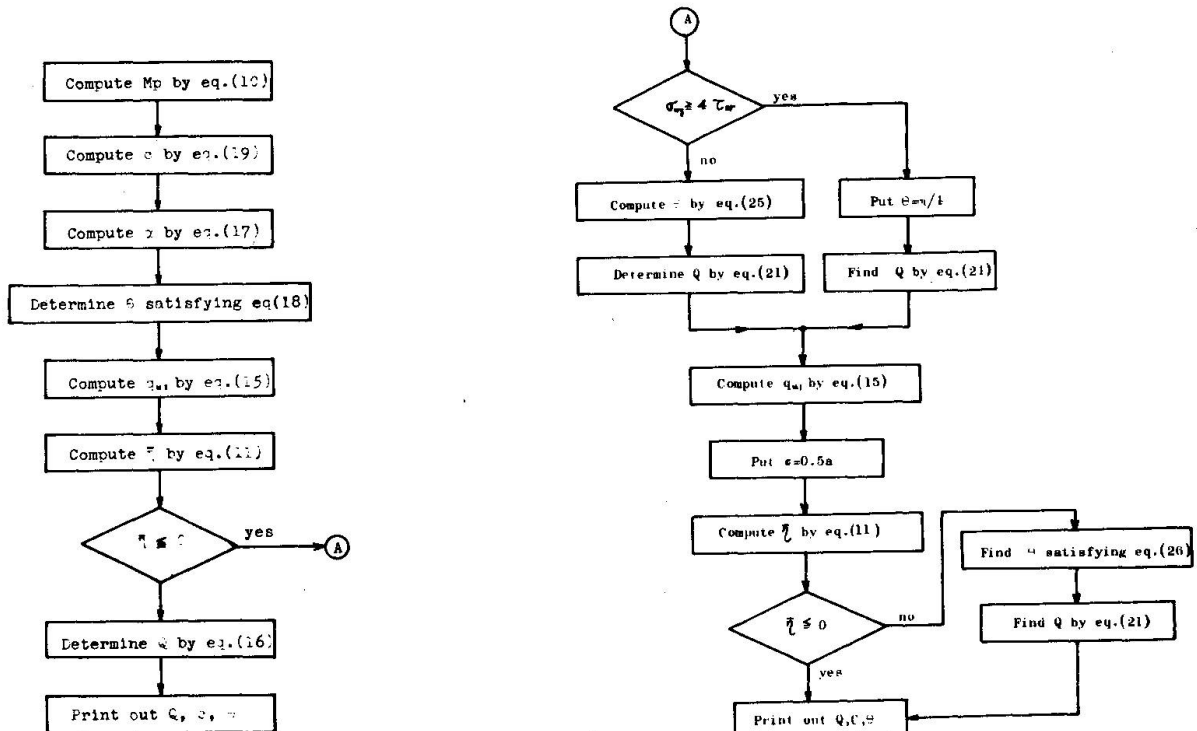 Compute Mp by eq.(10)
Compute c by eq.(19)
Compute α by eq.(17)
Determine θ satisfying eq(18)
Compute by eq.(15)
Compute η̄ by eq.(11)
η̄ ≦ 0
yes
A
Determine Q by eq.(16)
Print out Q, c, θ
A
≧ 4
yes
no
Compute by eq.(25)
Put
Determine Q by eq.(21)
Find Q by eq.(21)
Compute by eq.(15)
Put c=0.5a
Compute η̄ by eq.(11)
η̄ ≦ 0
no
yes
Find θ satisfying eq.(26)
Find Q by eq.(21)
Print out Q,C,θ